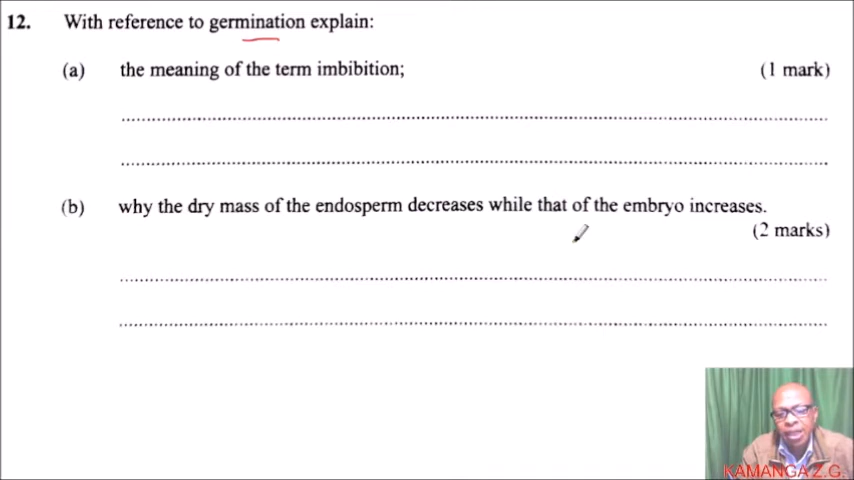 12. With reference to germination explain:
(a) the meaning of the term imbibition; (1 mark)
(b) why the dry mass of the endosperm decreases while that of the embryo increases.
(2 marks)
KAMANGA Z.G.